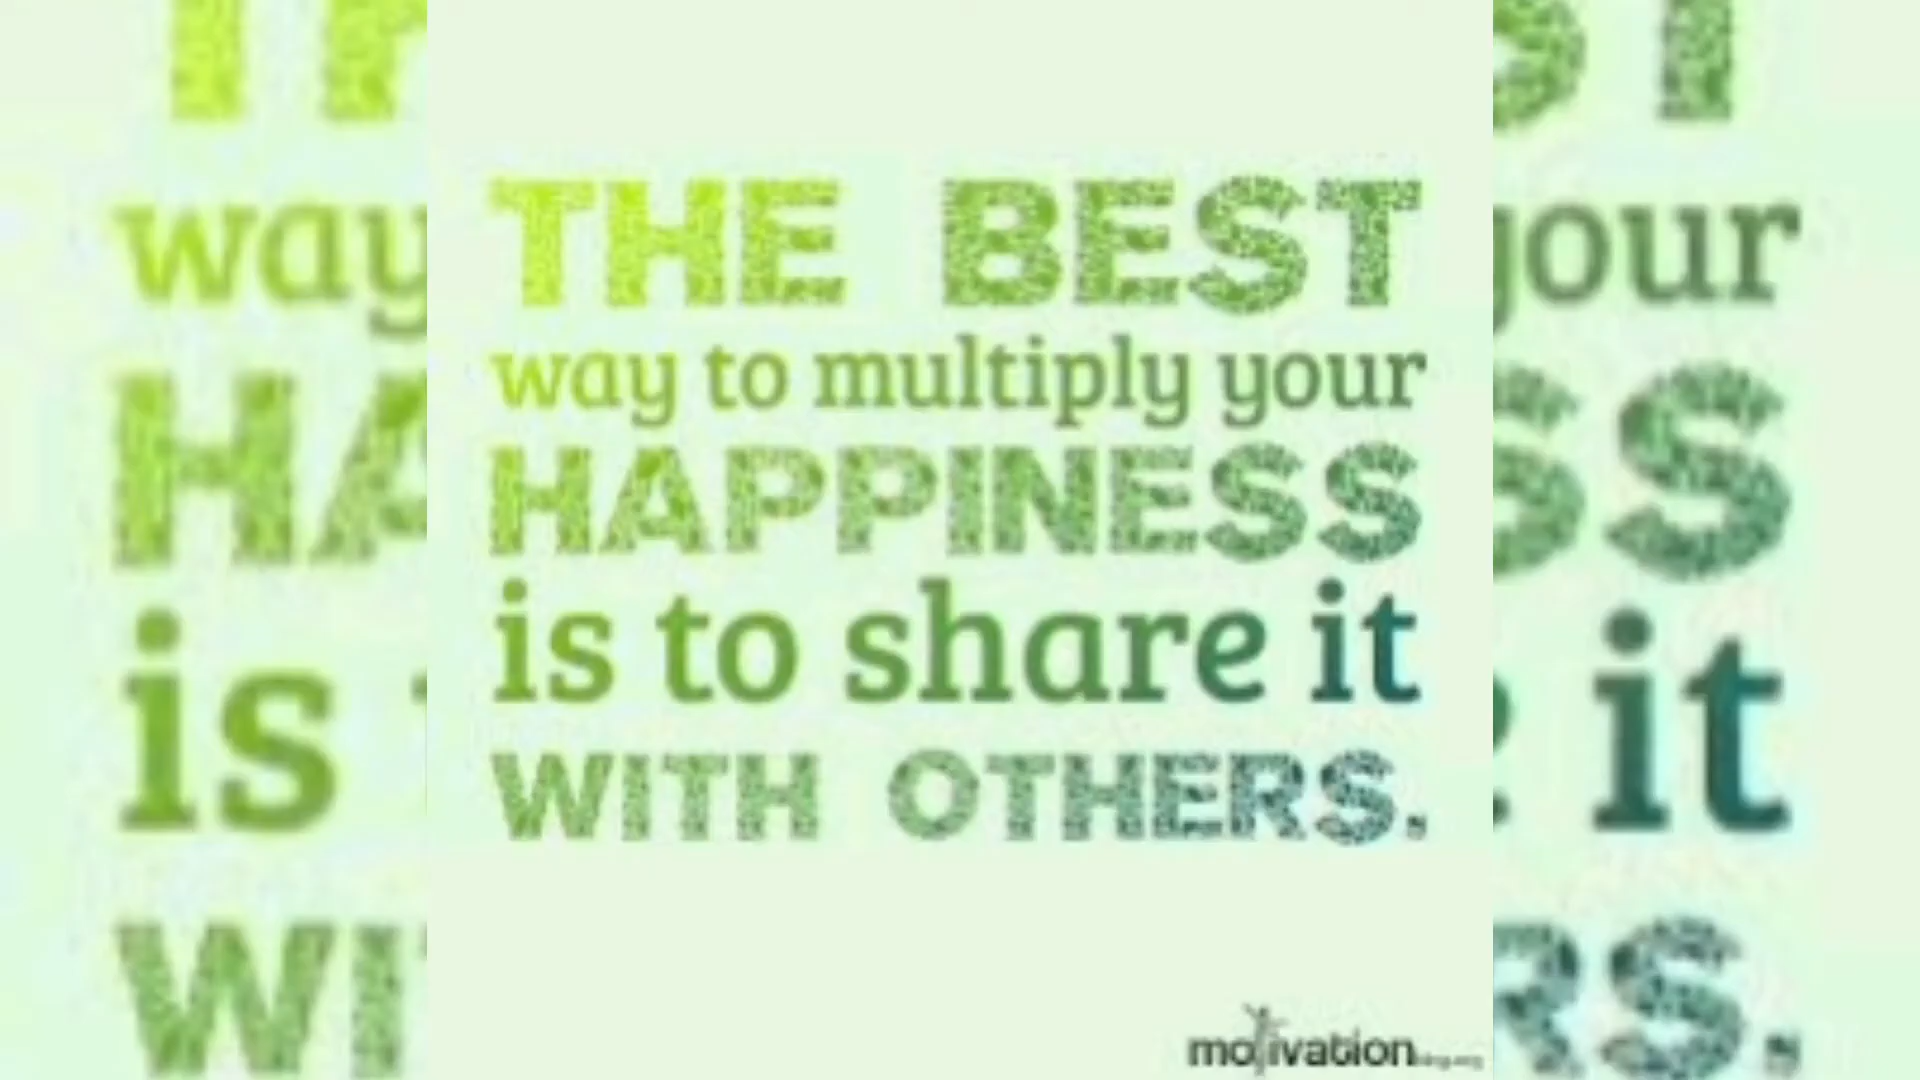 THE BEST
way to multiply your
HAPPINESS
is to share it
WITH OTHERS.
motivation